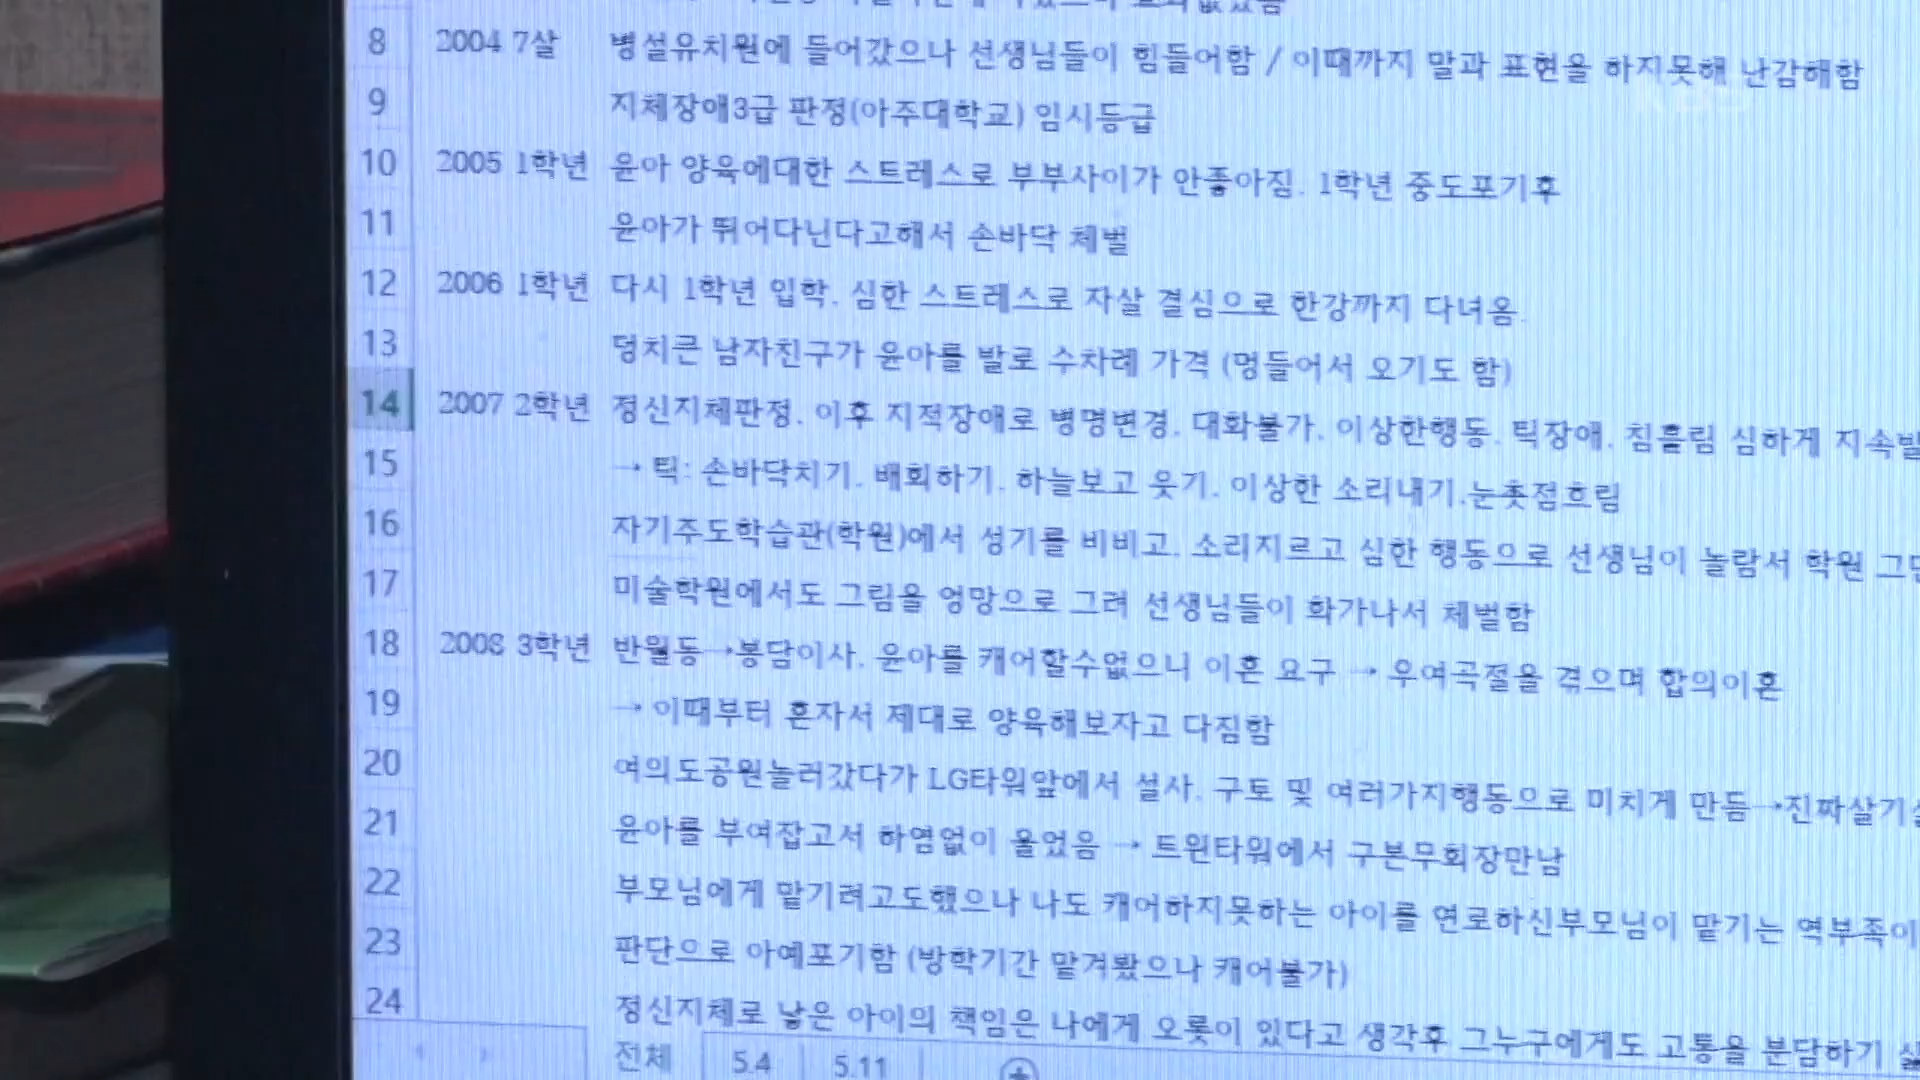 8 2004 7살 병설유치원에 들어갔으나 선생님들이 힘들어함 / 이때까지 말과 표현을 하지못해 난감해함
9 지체장애3급 판정(아주대학교) 임시등급
10 2005 1학년 윤아 양육에대한 스트레스로 부부사이가 안좋아짐. 1학년 중도포기후
11 윤아가 뛰어다닌다고해서 손바닥 체벌
12 2006 1학년 다시 1학년 입학. 심한 스트레스로 자살 결심으로 한강까지 다녀옴.
13 덩치큰 남자친구가 윤아를 발로 수차례 가격 (멍들어서 오기도 함)
14 2007 2학년 정신지체판정. 이후 지적장애로 병명변경. 대화불가. 이상한행동. 틱장애. 침흘림 심하게 지속발
15 → 틱: 손바닥치기. 배회하기. 하늘보고 웃기. 이상한 소리내기.눈촛점흐림
16 자기주도학습관(학원)에서 성기를 비비고. 소리지르고 심한 행동으로 선생님이 놀람서 학원 그만
17 미술학원에서도 그림을 엉망으로 그려 선생님들이 화가나서 체벌함
18 2008 3학년 반월동→봉담이사. 윤아를 캐어할수없으니 이혼 요구 → 우여곡절을 겪으며 합의이혼
19 → 이때부터 혼자서 제대로 양육해보자고 다짐함
20 여의도공원놀러갔다가 LG타워앞에서 설사. 구토 및 여러가지행동으로 미치게 만듬→진짜살기싫
21 윤아를 부여잡고서 하염없이 울었음 → 트윈타워에서 구본무회장만남
22 부모님에게 맡기려고도했으나 나도 캐어하지못하는 아이를 연로하신부모님이 맡기는 역부족이
23 판단으로 아예포기함 (방학기간 맡겨봤으나 캐어불가)
24 정신지체로 낳은 아이의 책임은 나에게 오롯이 있다고 생각후 그누구에게도 고통을 분담하기 싫
전체 5.4 5.11